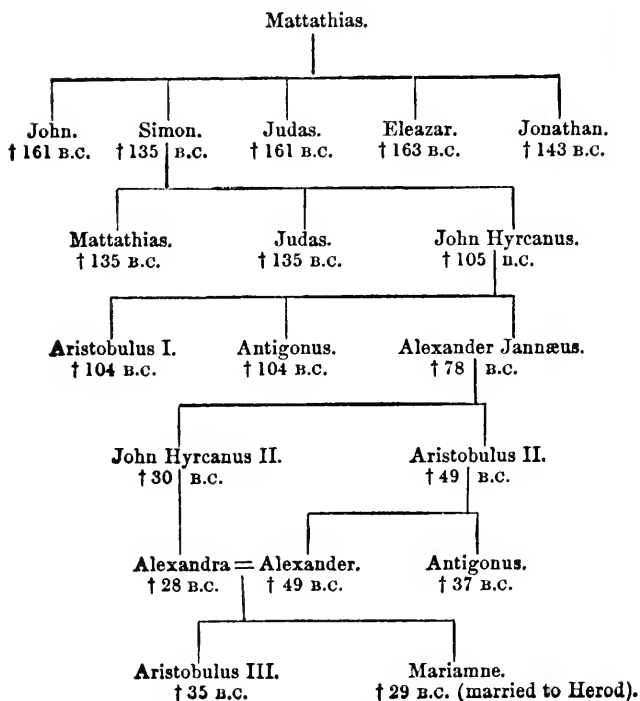 Mattathias.
John. Simon. Judas. Eleazar. Jonathan.
† 161 B.C. † 135 B.C. † 161 B.C. † 163 B.C. † 143 B.C.
Mattathias. Judas. John Hyrcanus.
† 135 B.C. † 135 B.C. † 105 B.C.
Aristobulus I. Antigonus. Alexander Jannæus.
† 104 B.C. † 104 B.C. † 78 B.C.
John Hyrcanus II. Aristobulus II.
† 30 B.C. † 49 B.C.
Alexandra = Alexander. Antigonus.
† 28 B.C. † 49 B.C. † 37 B.C.
Aristobulus III. Mariamne.
† 35 B.C. † 29 B.C. (married to Herod).